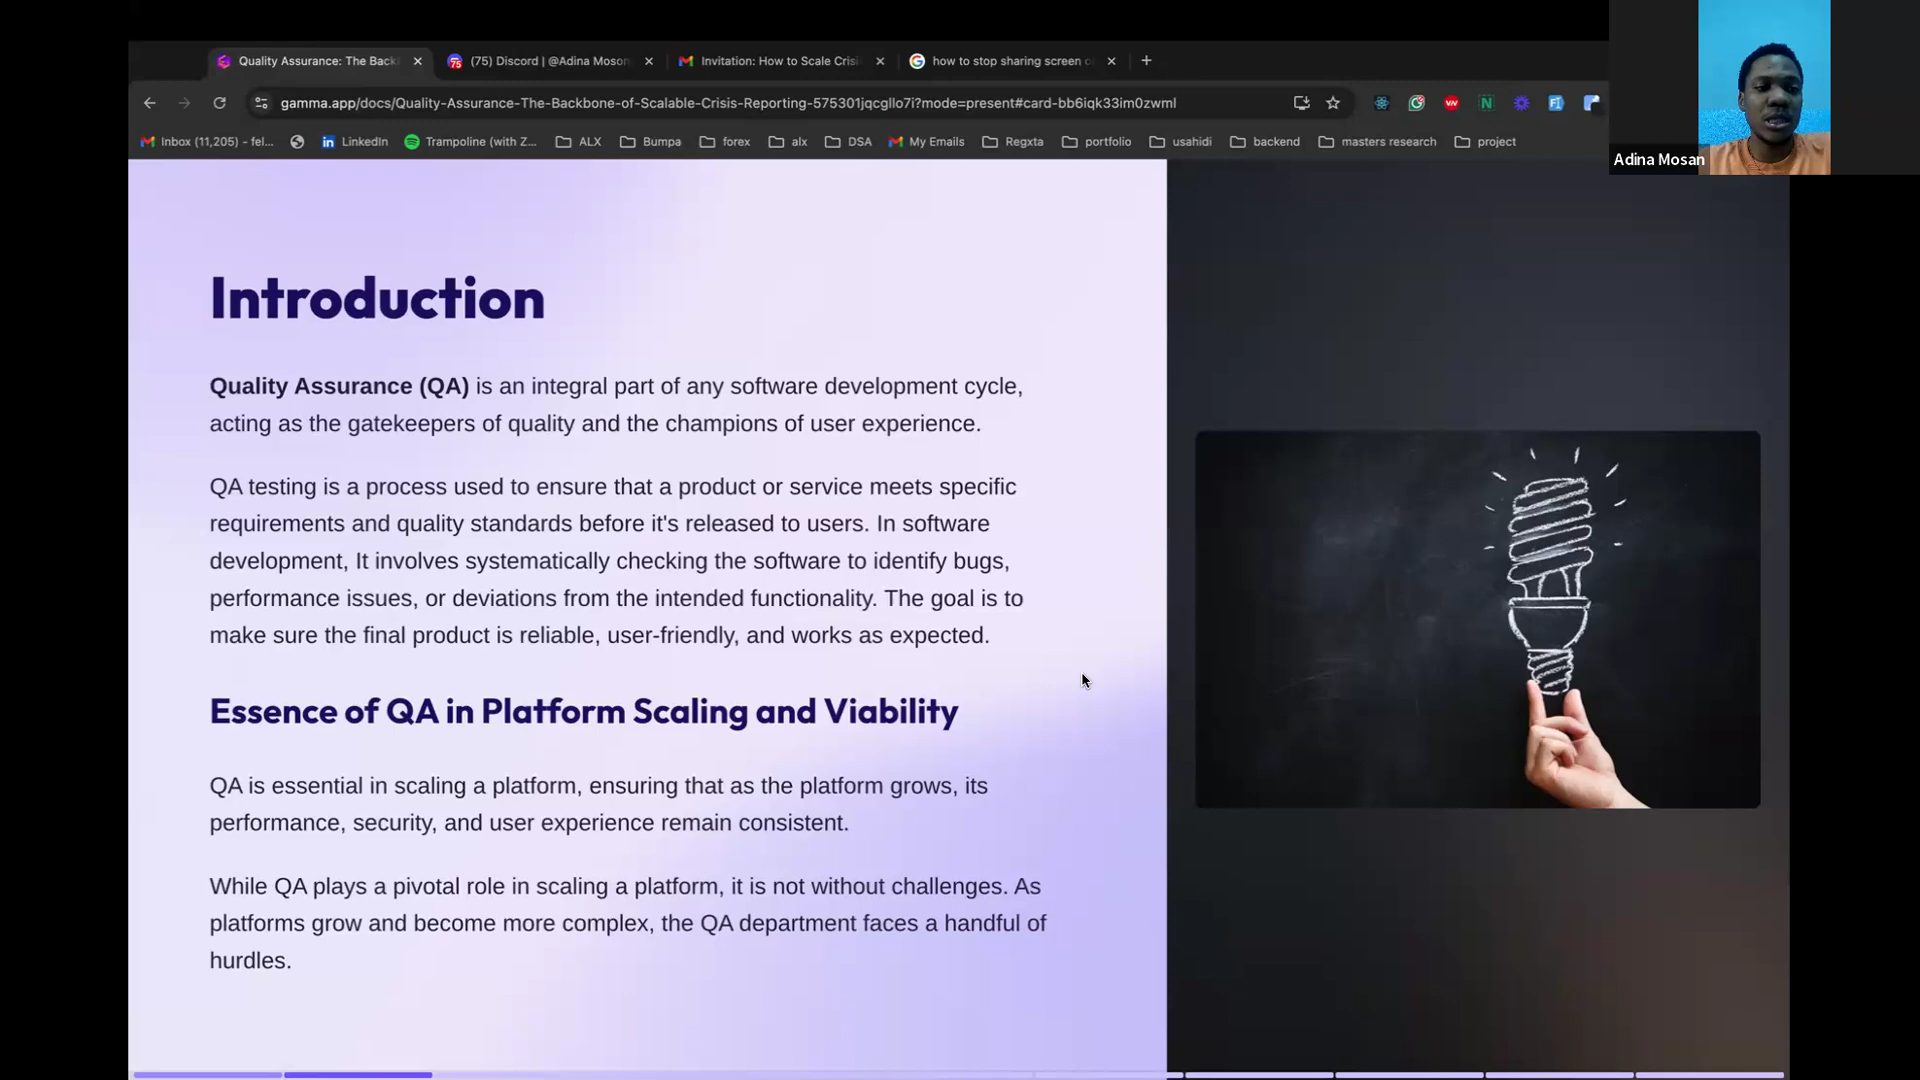 Quality Assurance: The Back
(75) Discord | @Adina Moson
Invitation: How to Scale Crisi
how to stop sharing screen o
gamma.app/docs/Quality-Assurance-The-Backbone-of-Scalable-Crisis-Reporting-575301jqcgllo7i?mode=present#card-bb6iqk33im0zwml
Inbox (11,205) - fel...
LinkedIn
Trampoline (with Z...
ALX
Bumpa
forex
alx
DSA
My Emails
Regxta
portfolio
usahidi
backend
masters research
project
Adina Mosan
Introduction
Quality Assurance (QA) is an integral part of any software development cycle,
acting as the gatekeepers of quality and the champions of user experience.
QA testing is a process used to ensure that a product or service meets specific
requirements and quality standards before it's released to users. In software
development, It involves systematically checking the software to identify bugs,
performance issues, or deviations from the intended functionality. The goal is to
make sure the final product is reliable, user-friendly, and works as expected.
Essence of QA in Platform Scaling and Viability
QA is essential in scaling a platform, ensuring that as the platform grows, its
performance, security, and user experience remain consistent.
While QA plays a pivotal role in scaling a platform, it is not without challenges. As
platforms grow and become more complex, the QA department faces a handful of
hurdles.